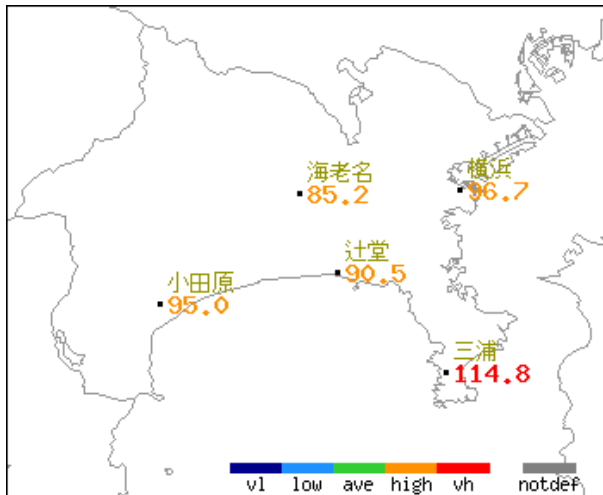 海老名
85.2
横浜
96.7
辻堂
90.5
小田原
95.0
三浦
114.8
vl low ave high vh notdef